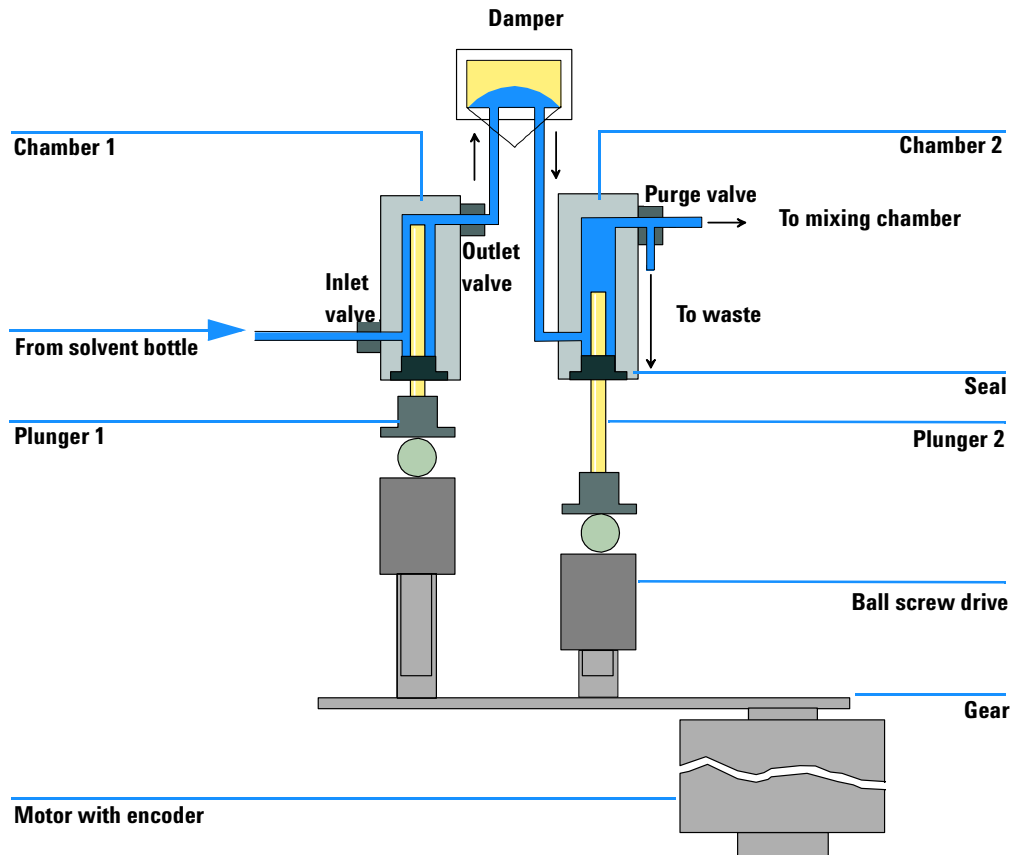 Damper
Chamber 1
Chamber 2
Purge valve
To mixing chamber
Outlet
valve
Inlet
valve
To waste
From solvent bottle
Seal
Plunger 1
Plunger 2
Ball screw drive
Gear
Motor with encoder